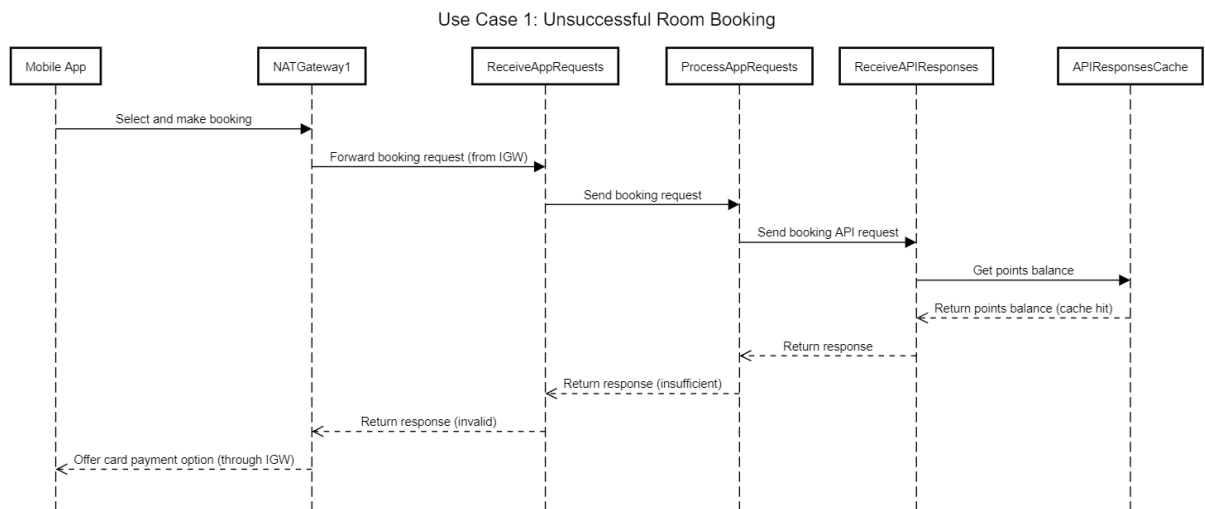 Use Case 1: Unsuccessful Room Booking
Mobile App
NATGateway1
ReceiveAppRequests
ProcessAppRequests
ReceiveAPIResponses
APIResponsesCache
Select and make booking
Forward booking request (from IGW)
Send booking request
Send booking API request
Get points balance
Return points balance (cache hit)
Return response
Return response (insufficient)
Return response (invalid)
Offer card payment option (through IGW)